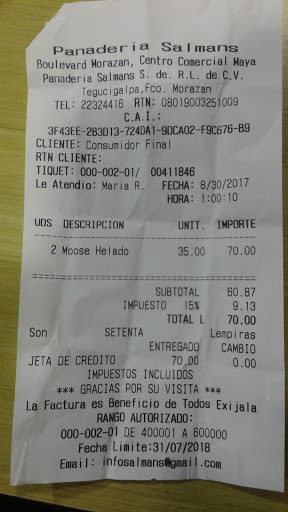 Panaderia Salmans
Boulevard Morazan, Centro Comercial Maya
Panaderia Salmans S. de R.L. de C.V.
Tegucigalpa,Fco. Morazan
TEL: 22324416 RTN: 08019003251009
C.A.I.:
3F43EE-2B3D13-7240A1-9DCA02-F9C676-B9
CLIENTE: Consumidor Final
RTN CLIENTE:
TIQUET: 000-002-01/ 00411846
Le Atendio: Maria R. FECHA: 8/30/2017
HORA: 1:00:10
UDS DESCRIPCION UNIT. IMPORTE
2 Moose Helado 35.00 70.00
SUBTOTAL 60.87
IMPUESTO 15% 9.13
TOTAL L 70.00
Son SETENTA Lempiras
ENTREGADO CAMBIO
JETA DE CREDITO 70.00 0.00
IMPUESTOS INCLUIDOS
*** GRACIAS POR SU VISITA ***
La Factura es Beneficio de Todos Exijala
RANGO AUTORIZADO:
000-002-01 DE 400001 A 600000
Fecha Limite:31/07/2018
Email: infosalmans@gmail.com